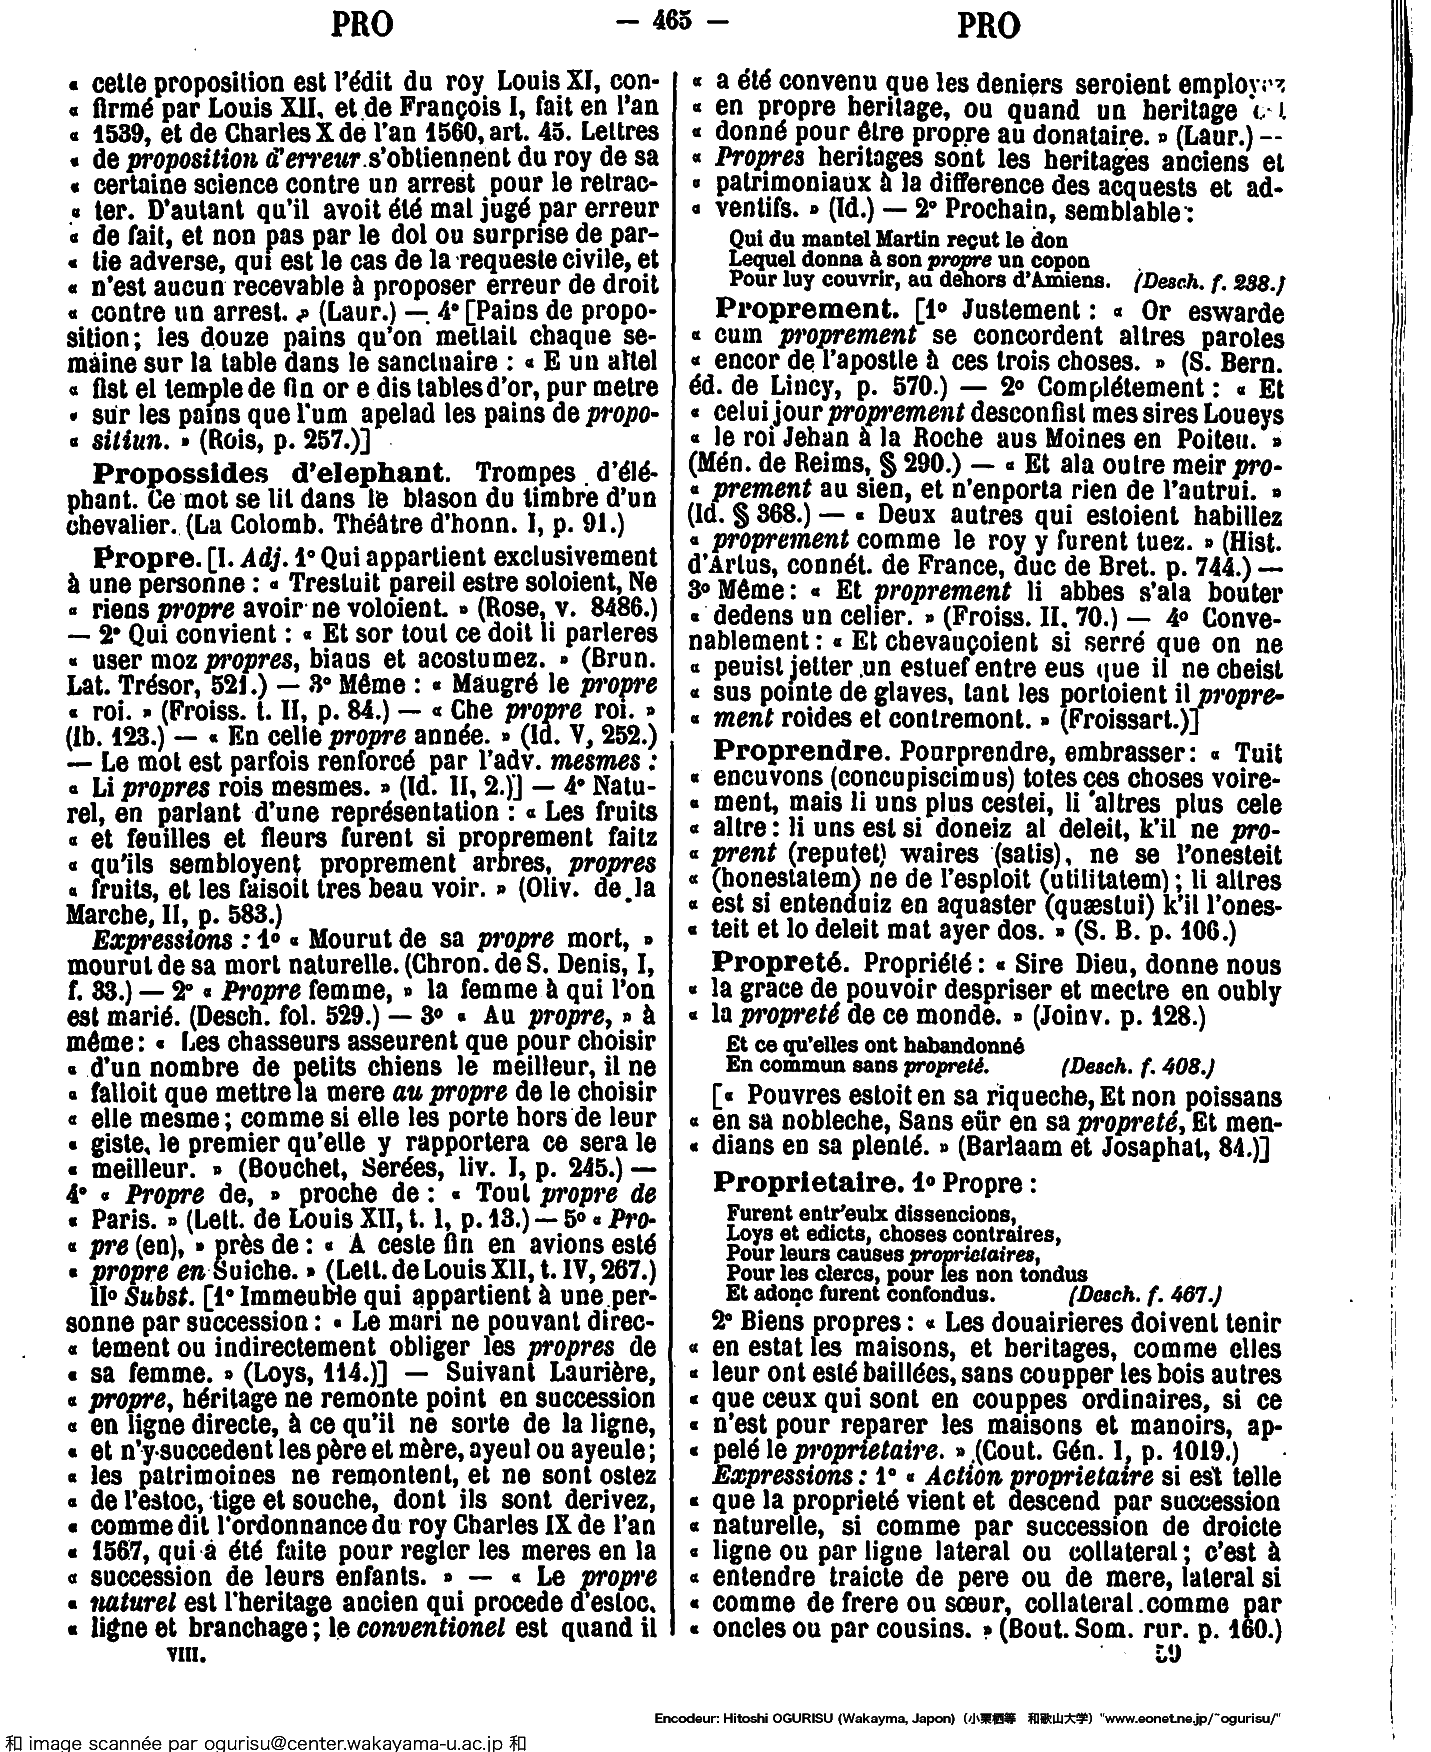 PRO — 465 — PRO
« cette proposition est l'édit du roy Louis XI, con-
« firmé par Louis XII, et de François I, fait en l'an
« 1539, et de Charles X de l'an 1560, art. 45. Lettres
« de proposition d'erreur s'obtiennent du roy de sa
« certaine science contre un arrest pour le retrac-
« ter. D'autant qu'il avoit été mal jugé par erreur
« de fait, et non pas par le dol ou surprise de par-
« tie adverse, qui est le cas de la requeste civile, et
« n'est aucun recevable à proposer erreur de droit
« contre un arrest. » (Laur.) — 4° [Pains de propo-
sition; les douze pains qu'on mettait chaque se-
maine sur la table dans le sanctuaire : « E un altel
« fist el temple de fin or e dis tables d'or, pur metre
« sur les pains que l'um apelad les pains de propo-
« sitiun. » (Rois, p. 257.)]
Propossides d'elephant. Trompes d'élé-
phant. Ce mot se lit dans le blason du timbre d'un
chevalier. (La Colomb. Théâtre d'honn. I, p. 91.)
Propre. [I. Adj. 1° Qui appartient exclusivement
à une personne : « Trestuit pareil estre soloient, Ne
« riens propre avoir ne voloient. » (Rose, v. 8486.)
— 2° Qui convient : « Et sor tout ce doit li parleres
« user moz propres, biaus et acostumez. » (Brun.
Lat. Trésor, 521.) — 3° Même : « Maugré le propre
« roi. » (Froiss. t. II, p. 84.) — « Che propre roi. »
(Ib. 123.) — « En celle propre année. » (Id. V, 252.)
— Le mot est parfois renforcé par l'adv. mesmes :
« Li propres rois mesmes. » (Id. II, 2.)] — 4° Natu-
rel, en parlant d'une représentation : « Les fruits
« et feuilles et fleurs furent si proprement faitz
« qu'ils sembloyent proprement arbres, propres
« fruits, et les faisoit tres beau voir. » (Oliv. de la
Marche, II, p. 583.)
Expressions : 1° « Mourut de sa propre mort, »
mourut de sa mort naturelle. (Chron. de S. Denis, I,
f. 33.) — 2° « Propre femme, » la femme à qui l'on
est marié. (Desch. fol. 529.) — 3° « Au propre, » à
même : « Les chasseurs asseurent que pour choisir
« d'un nombre de petits chiens le meilleur, il ne
« falloit que mettre la mere au propre de le choisir
« elle mesme ; comme si elle les porte hors de leur
« giste, le premier qu'elle y rapportera ce sera le
« meilleur. » (Bouchet, Serées, liv. I, p. 245.) —
4° « Propre de, » proche de : « Tout propre de
« Paris. » (Lett. de Louis XII, t. I, p. 13.) — 5° « Pro-
« pre (en), » près de : « A ceste fin en avions esté
« propre en Suiche. » (Lett. de Louis XII, t. IV, 267.)
II° Subst. [1° Immeuble qui appartient à une per-
sonne par succession : « Le mari ne pouvant direc-
« tement ou indirectement obliger les propres de
« sa femme. » (Loys, 114.)] — Suivant Laurière,
« propre, héritage ne remonte point en succession
« en ligne directe, à ce qu'il ne sorte de la ligne,
« et n'y succedent les père et mère, ayeul ou ayeule ;
« les patrimoines ne remontent, et ne sont ostez
« de l'estoc, tige et souche, dont ils sont derivez,
« comme dit l'ordonnance du roy Charles IX de l'an
« 1567, qui a été faite pour regler les meres en la
« succession de leurs enfants. » — « Le propre
« naturel est l'heritage ancien qui procede d'estoc,
« ligne et branchage ; le conventionel est quand il
VIII.
« a été convenu que les deniers seroient employez
« en propre heritage, ou quand un heritage est
« donné pour être propre au donataire. » (Laur.) —
« Propres heritages sont les heritages anciens et
« patrimoniaux à la difference des acquests et ad-
« ventifs. » (Id.) — 2° Prochain, semblable :
Qui du mantel Martin reçut le don
Lequel donna à son propre un copon
Pour luy couvrir, au dehors d'Amiens. (Desch. f. 238.)
Proprement. [1° Justement : « Or eswarde
« cum proprement se concordent altres paroles
« encor de l'apostle à ces trois choses. » (S. Bern.
éd. de Lincy, p. 570.) — 2° Complétement : « Et
« celui jour proprement desconfist mes sires Loueys
« le roi Jehan à la Roche aus Moines en Poiteu. »
(Mén. de Reims, § 290.) — « Et ala outre meir pro-
« prement au sien, et n'enporta rien de l'autrui. »
(Id. § 368.) — « Deux autres qui estoient habillez
« proprement comme le roy y furent tuez. » (Hist.
d'Artus, connét. de France, duc de Bret. p. 744.) —
3° Même : « Et proprement li abbes s'ala bouter
« dedens un celier. » (Froiss. II, 70.) — 4° Conve-
nablement : « Et chevauçoient si serré que on ne
« peuist jetter un estuef entre eus que il ne cheist
« sus pointe de glaves, tant les portoient il propre-
« ment roides et contremont. » (Froissart.)]
Proprendre. Pourprendre, embrasser : « Tuit
« encuvons (concupiscimus) totes ces choses voire-
« ment, mais li uns plus cestei, li altres plus cele
« altre : li uns est si doneiz al deleit, k'il ne pro-
« prent (reputet) waires (satis), ne se l'onesteit
« (honestatem) ne de l'esploit (utilitatem) ; li altres
« est si entenduiz en aquaster (quæstui) k'il l'ones-
« teit et lo deleit mat ayer dos. » (S. B. p. 106.)
Propreté. Propriété : « Sire Dieu, donne nous
« la grace de pouvoir despriser et mectre en oubly
« la propreté de ce monde. » (Joinv. p. 128.)
Et ce qu'elles ont habandonné
En commun sans propreté. (Desch. f. 408.)
[« Pouvres estoit en sa riqueche, Et non poissans
« en sa nobleche, Sans eür en sa propreté, Et men-
« dians en sa plenté. » (Barlaam et Josaphat, 84.)]
Proprietaire. 1° Propre :
Furent entr'eulx dissencions,
Loys et edicts, choses contraires,
Pour leurs causes proprietaires,
Pour les clercs, pour les non tondus
Et adonc furent confondus. (Desch. f. 467.)
2° Biens propres : « Les douairieres doivent tenir
« en estat les maisons, et heritages, comme elles
« leur ont esté baillées, sans coupper les bois autres
« que ceux qui sont en couppes ordinaires, si ce
« n'est pour reparer les maisons et manoirs, ap-
« pelé le proprietaire. » (Cout. Gén. I, p. 1019.)
Expressions : 1° « Action proprietaire si est telle
« que la proprieté vient et descend par succession
« naturelle, si comme par succession de droicte
« ligne ou par ligne lateral ou collateral ; c'est à
« entendre traicte de pere ou de mere, lateral si
« comme de frere ou sœur, collateral comme par
« oncles ou par cousins. » (Bout. Som. rur. p. 160.)
59
Encodeur: Hitoshi OGURISU (Wakayma, Japon) (小栗栖等 和歌山大学) "www.eonet.ne.jp/~ogurisu/"
和 image scannée par ogurisu@center.wakayama-u.ac.jp 和